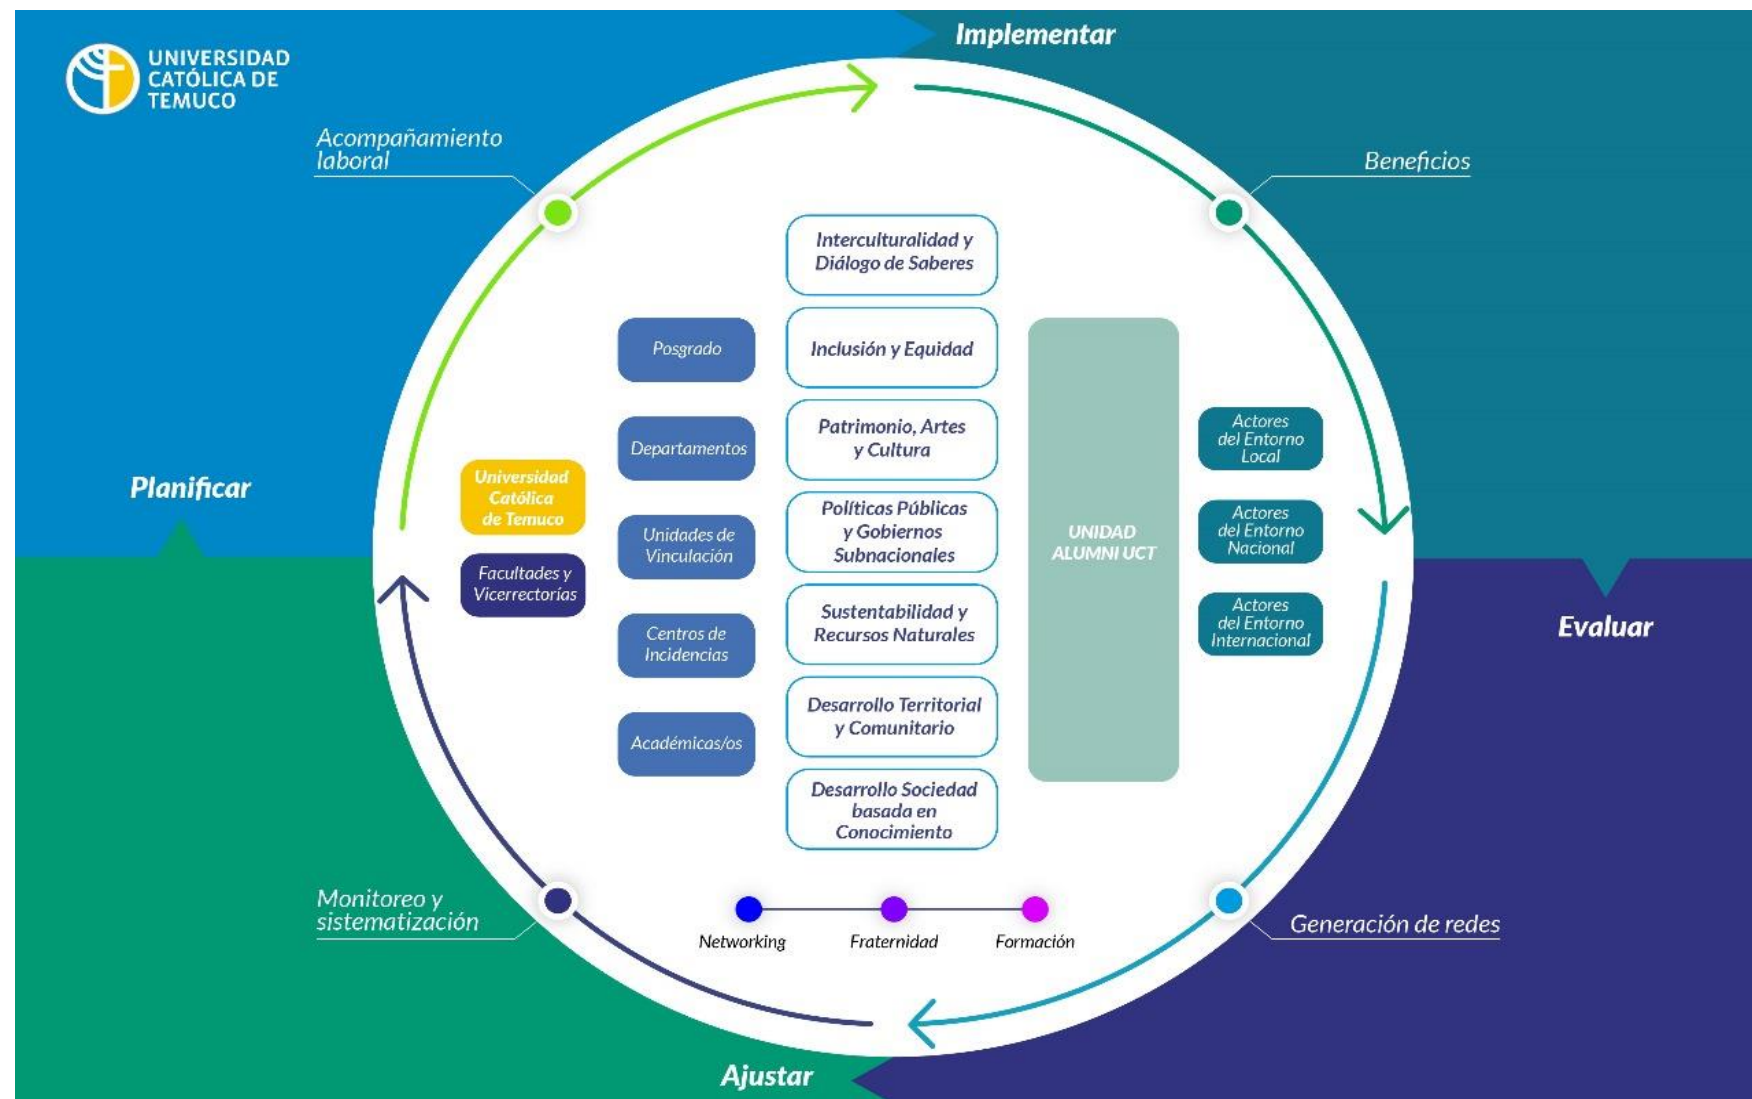 Implementar
UNIVERSIDAD
CATÓLICA DE
TEMUCO
Acompañamiento
laboral
Beneficios
Interculturalidad y
Diálogo de Saberes
Inclusión y Equidad
Patrimonio, Artes
y Cultura
Políticas Públicas
y Gobiernos
Subnacionales
Sustentabilidad y
Recursos Naturales
Desarrollo Territorial
y Comunitario
Desarrollo Sociedad
basada en
Conocimiento
Posgrado
Departamentos
Unidades de
Vinculación
Centros de
Incidencias
Académicas/os
Universidad
Católica
de Temuco
Facultades y
Vicerrectorías
UNIDAD
ALUMNI UCT
Actores
del Entorno
Local
Actores
del Entorno
Nacional
Actores
del Entorno
Internacional
Planificar
Evaluar
Monitoreo y
sistematización
Generación de redes
Networking
Fraternidad
Formación
Ajustar